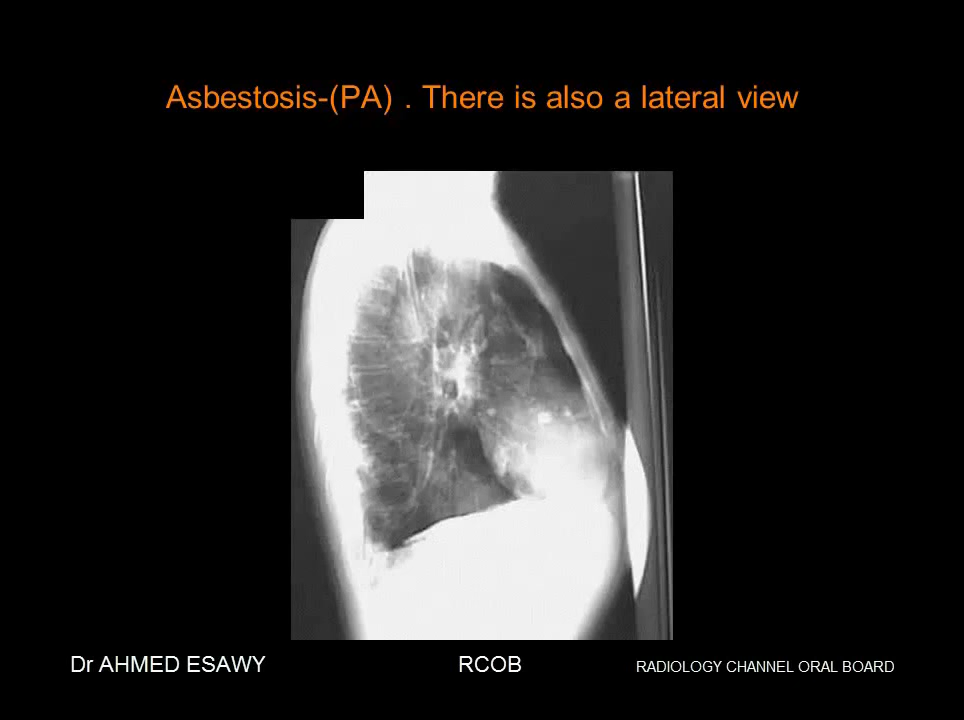 Asbestosis-(PA) . There is also a lateral view
Dr AHMED ESAWY RCOB RADIOLOGY CHANNEL ORAL BOARD